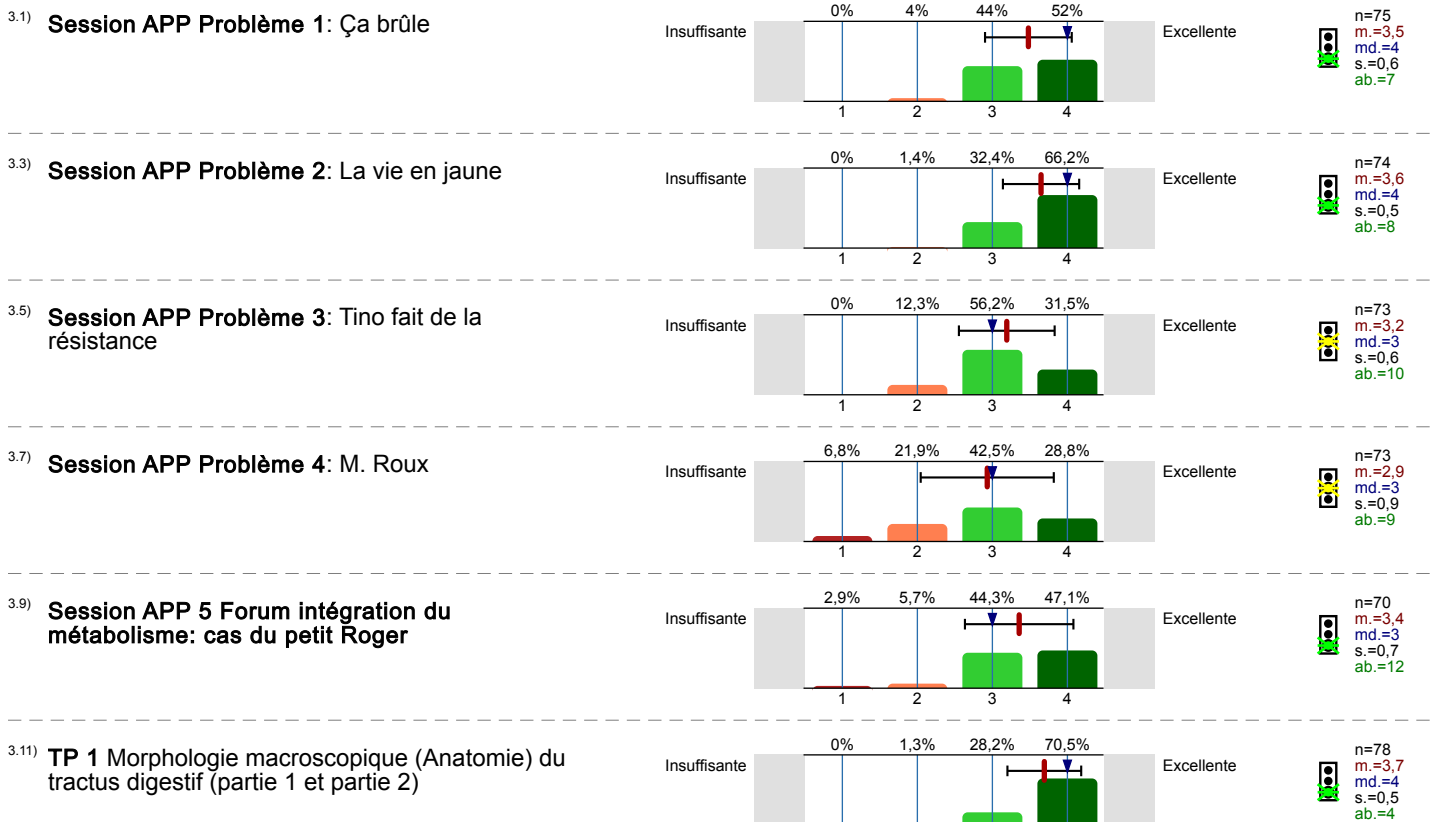 3.1) Session APP Problème 1: Ça brûle
Insuffisante
0% 4% 44% 52%
1 2 3 4
Excellente
n=75
m.=3,5
md.=4
s.=0,6
ab.=7
3.3) Session APP Problème 2: La vie en jaune
Insuffisante
0% 1,4% 32,4% 66,2%
1 2 3 4
Excellente
n=74
m.=3,6
md.=4
s.=0,5
ab.=8
3.5) Session APP Problème 3: Tino fait de la
résistance
Insuffisante
0% 12,3% 56,2% 31,5%
1 2 3 4
Excellente
n=73
m.=3,2
md.=3
s.=0,6
ab.=10
3.7) Session APP Problème 4: M. Roux
Insuffisante
6,8% 21,9% 42,5% 28,8%
1 2 3 4
Excellente
n=73
m.=2,9
md.=3
s.=0,9
ab.=9
3.9) Session APP 5 Forum intégration du
métabolisme: cas du petit Roger
Insuffisante
2,9% 5,7% 44,3% 47,1%
1 2 3 4
Excellente
n=70
m.=3,4
md.=3
s.=0,7
ab.=12
3.11) TP 1 Morphologie macroscopique (Anatomie) du
tractus digestif (partie 1 et partie 2)
Insuffisante
0% 1,3% 28,2% 70,5%
Excellente
n=78
m.=3,7
md.=4
s.=0,5
ab.=4